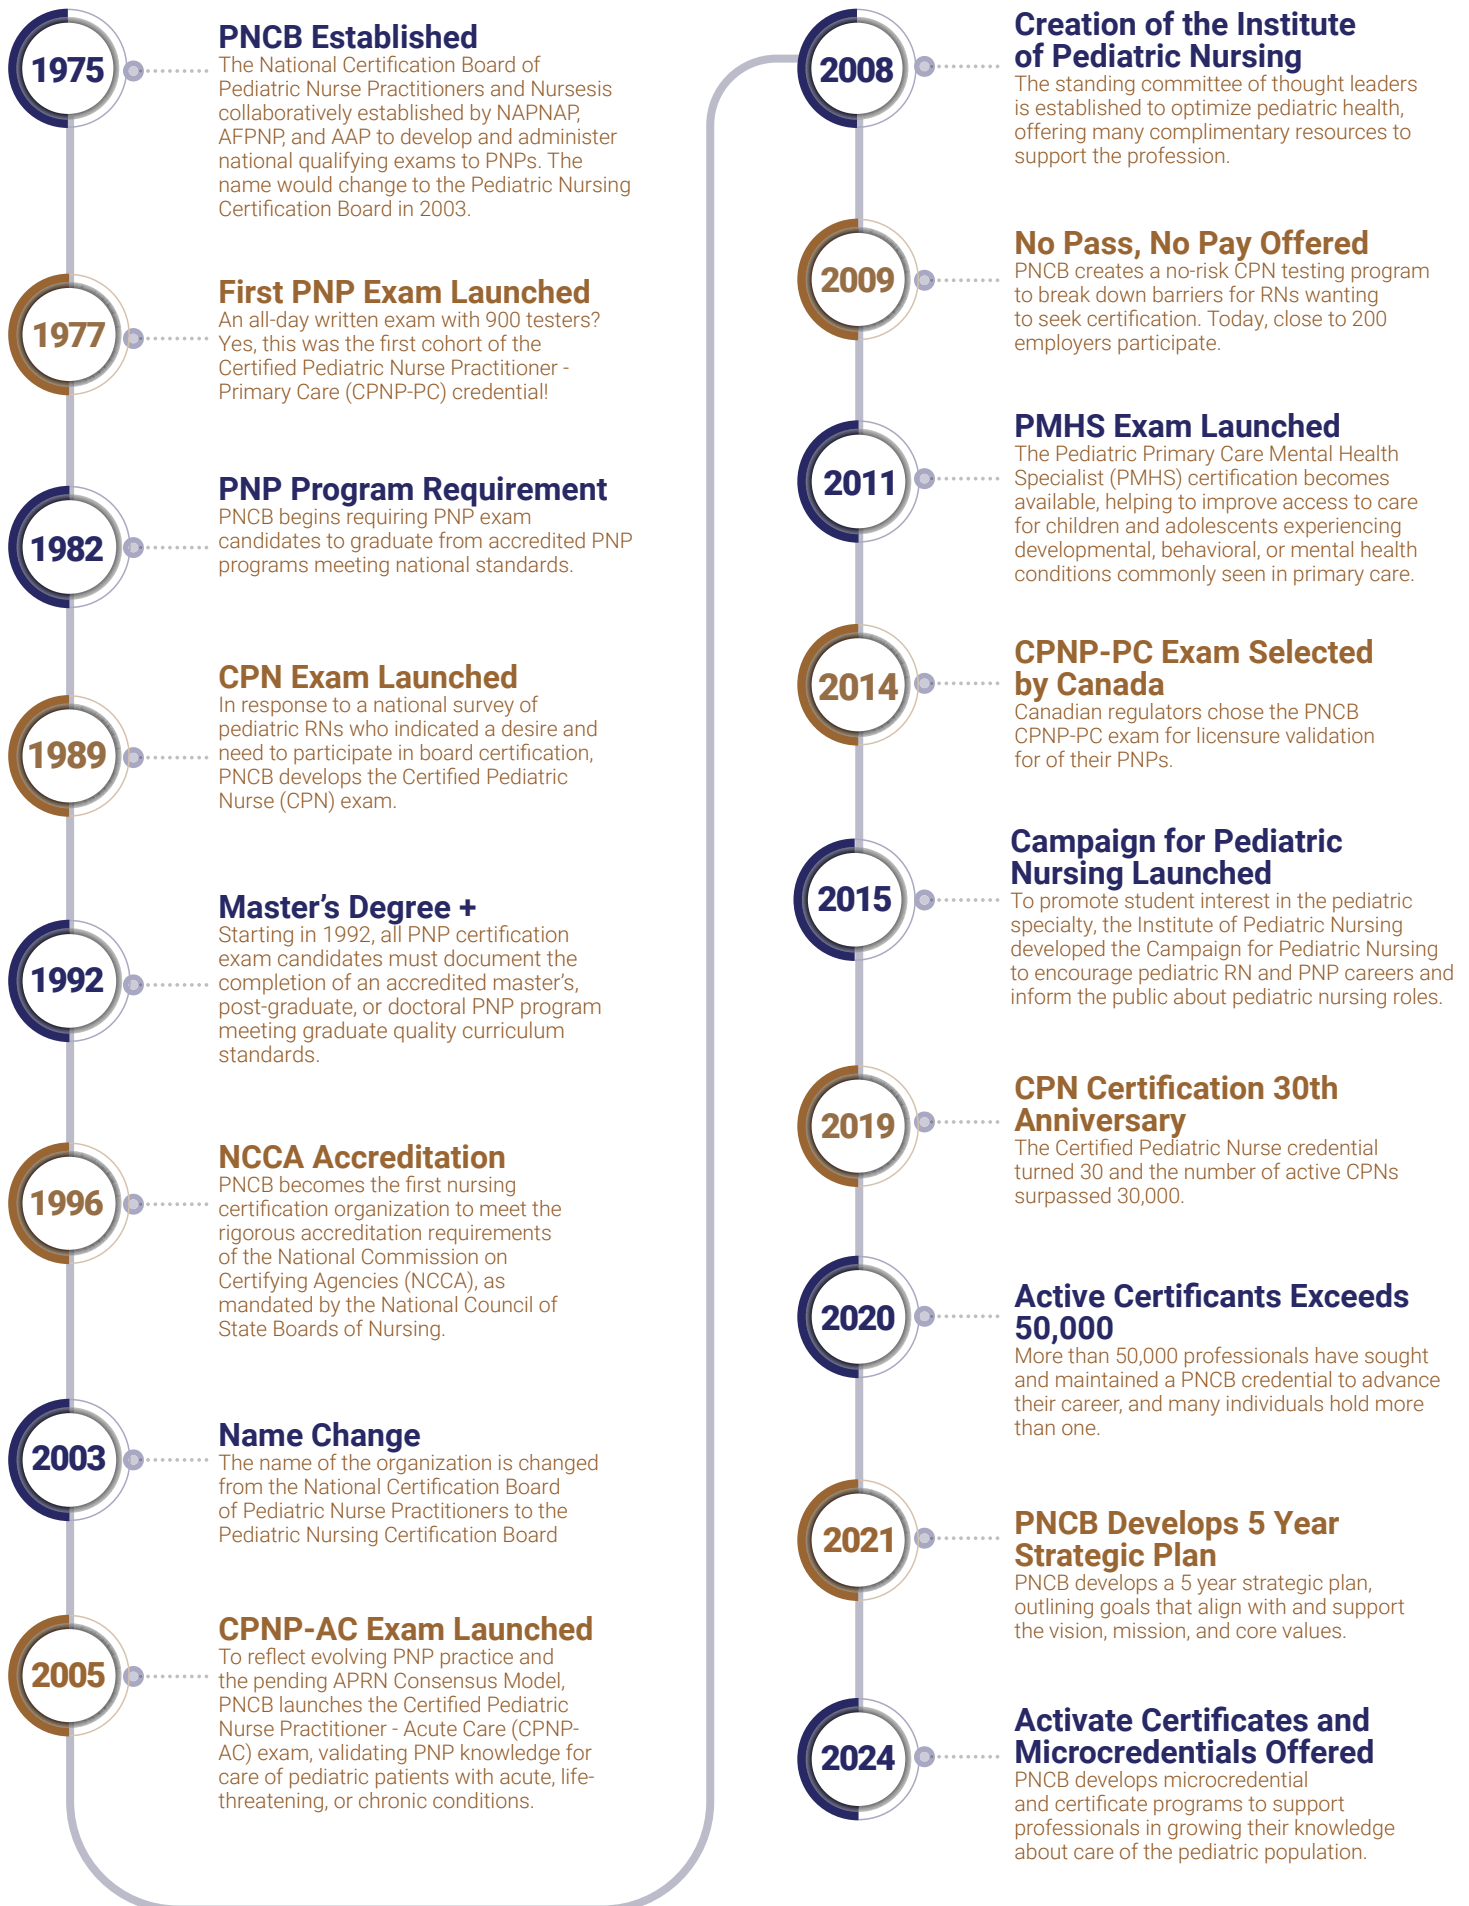 1975
PNCB Established
The National Certification Board of
Pediatric Nurse Practitioners and Nursesis
collaboratively established by NAPNAP,
AFPNP, and AAP to develop and administer
national qualifying exams to PNPs. The
name would change to the Pediatric Nursing
Certification Board in 2003.
1977
First PNP Exam Launched
An all-day written exam with 900 testers?
Yes, this was the first cohort of the
Certified Pediatric Nurse Practitioner -
Primary Care (CPNP-PC) credential!
1982
PNP Program Requirement
PNCB begins requiring PNP exam
candidates to graduate from accredited PNP
programs meeting national standards.
1989
CPN Exam Launched
In response to a national survey of
pediatric RNs who indicated a desire and
need to participate in board certification,
PNCB develops the Certified Pediatric
Nurse (CPN) exam.
1992
Master's Degree +
Starting in 1992, all PNP certification
exam candidates must document the
completion of an accredited master's,
post-graduate, or doctoral PNP program
meeting graduate quality curriculum
standards.
1996
NCCA Accreditation
PNCB becomes the first nursing
certification organization to meet the
rigorous accreditation requirements
of the National Commission on
Certifying Agencies (NCCA), as
mandated by the National Council of
State Boards of Nursing.
2003
Name Change
The name of the organization is changed
from the National Certification Board
of Pediatric Nurse Practitioners to the
Pediatric Nursing Certification Board
2005
CPNP-AC Exam Launched
To reflect evolving PNP practice and
the pending APRN Consensus Model,
PNCB launches the Certified Pediatric
Nurse Practitioner - Acute Care (CPNP-
AC) exam, validating PNP knowledge for
care of pediatric patients with acute, life-
threatening, or chronic conditions.
2008
Creation of the Institute
of Pediatric Nursing
The standing committee of thought leaders
is established to optimize pediatric health,
offering many complimentary resources to
support the profession.
2009
No Pass, No Pay Offered
PNCB creates a no-risk CPN testing program
to break down barriers for RNs wanting
to seek certification. Today, close to 200
employers participate.
2011
PMHS Exam Launched
The Pediatric Primary Care Mental Health
Specialist (PMHS) certification becomes
available, helping to improve access to care
for children and adolescents experiencing
developmental, behavioral, or mental health
conditions commonly seen in primary care.
2014
CPNP-PC Exam Selected
by Canada
Canadian regulators chose the PNCB
CPNP-PC exam for licensure validation
for of their PNPs.
2015
Campaign for Pediatric
Nursing Launched
To promote student interest in the pediatric
specialty, the Institute of Pediatric Nursing
developed the Campaign for Pediatric Nursing
to encourage pediatric RN and PNP careers and
inform the public about pediatric nursing roles.
2019
CPN Certification 30th
Anniversary
The Certified Pediatric Nurse credential
turned 30 and the number of active CPNs
surpassed 30,000.
2020
Active Certificants Exceeds
50,000
More than 50,000 professionals have sought
and maintained a PNCB credential to advance
their career, and many individuals hold more
than one.
2021
PNCB Develops 5 Year
Strategic Plan
PNCB develops a 5 year strategic plan,
outlining goals that align with and support
the vision, mission, and core values.
2024
Activate Certificates and
Microcredentials Offered
PNCB develops microcredential
and certificate programs to support
professionals in growing their knowledge
about care of the pediatric population.